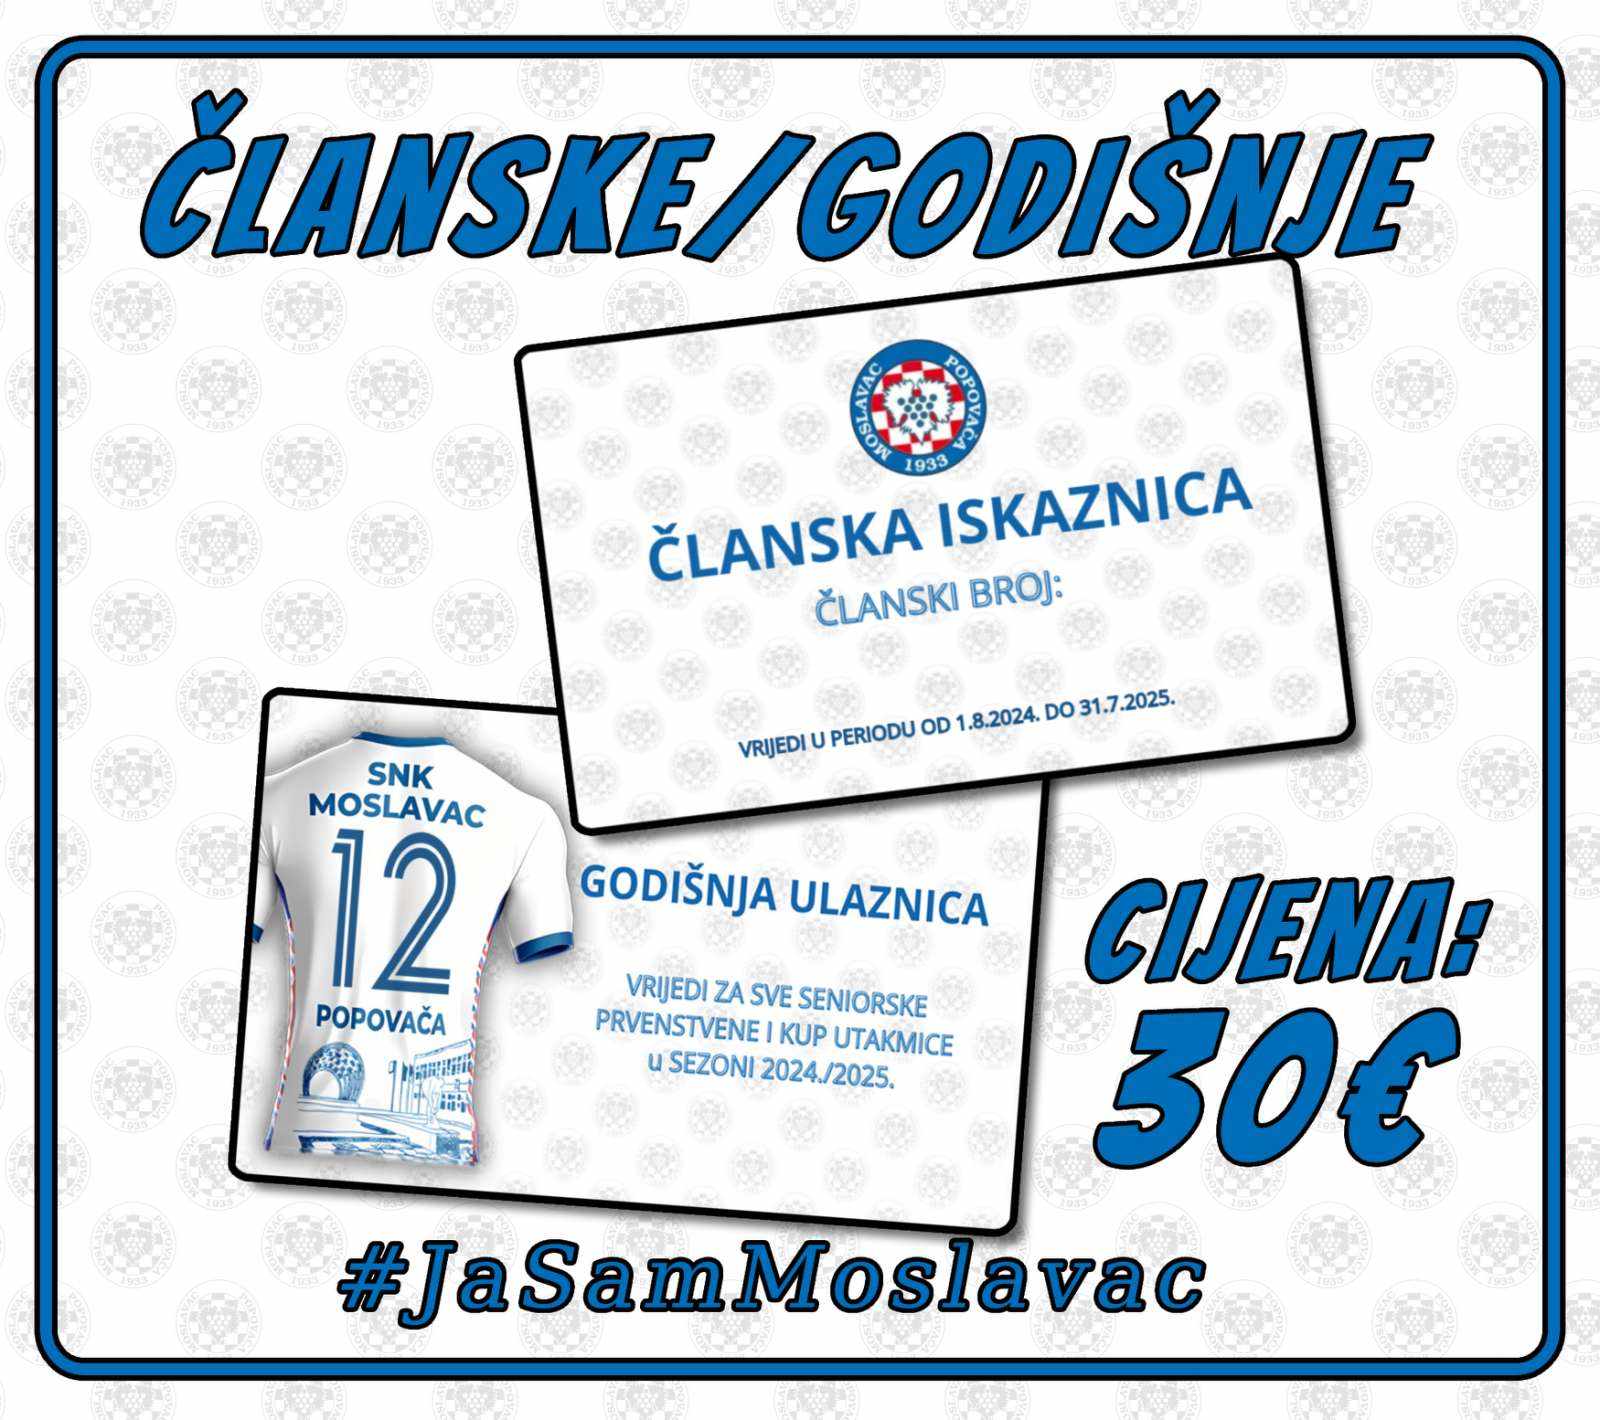 ČLANSKE/GODIŠNJE
MOSLAVAC POPOVAČA
1933
ČLANSKA ISKAZNICA
ČLANSKI BROJ:
VRIJEDI U PERIODU OD 1.8.2024. DO 31.7.2025.
SNK
MOSLAVAC
12
POPOVAČA
GODIŠNJA ULAZNICA
VRIJEDI ZA SVE SENIORSKE
PRVENSTVENE I KUP UTAKMICE
u SEZONI 2024./2025.
CIJENA:
30€
#JaSamMoslavac